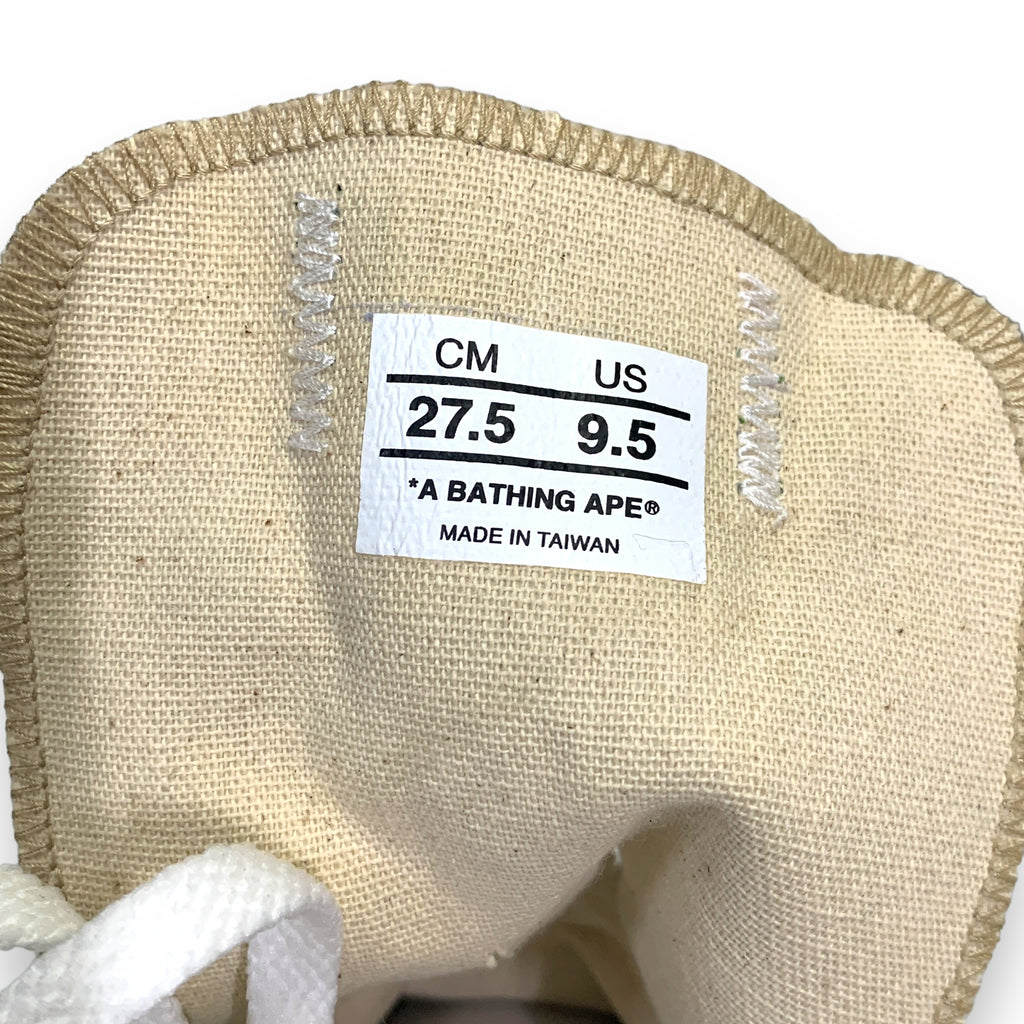 CM US
27.5 9.5
*A BATHING APE®
MADE IN TAIWAN